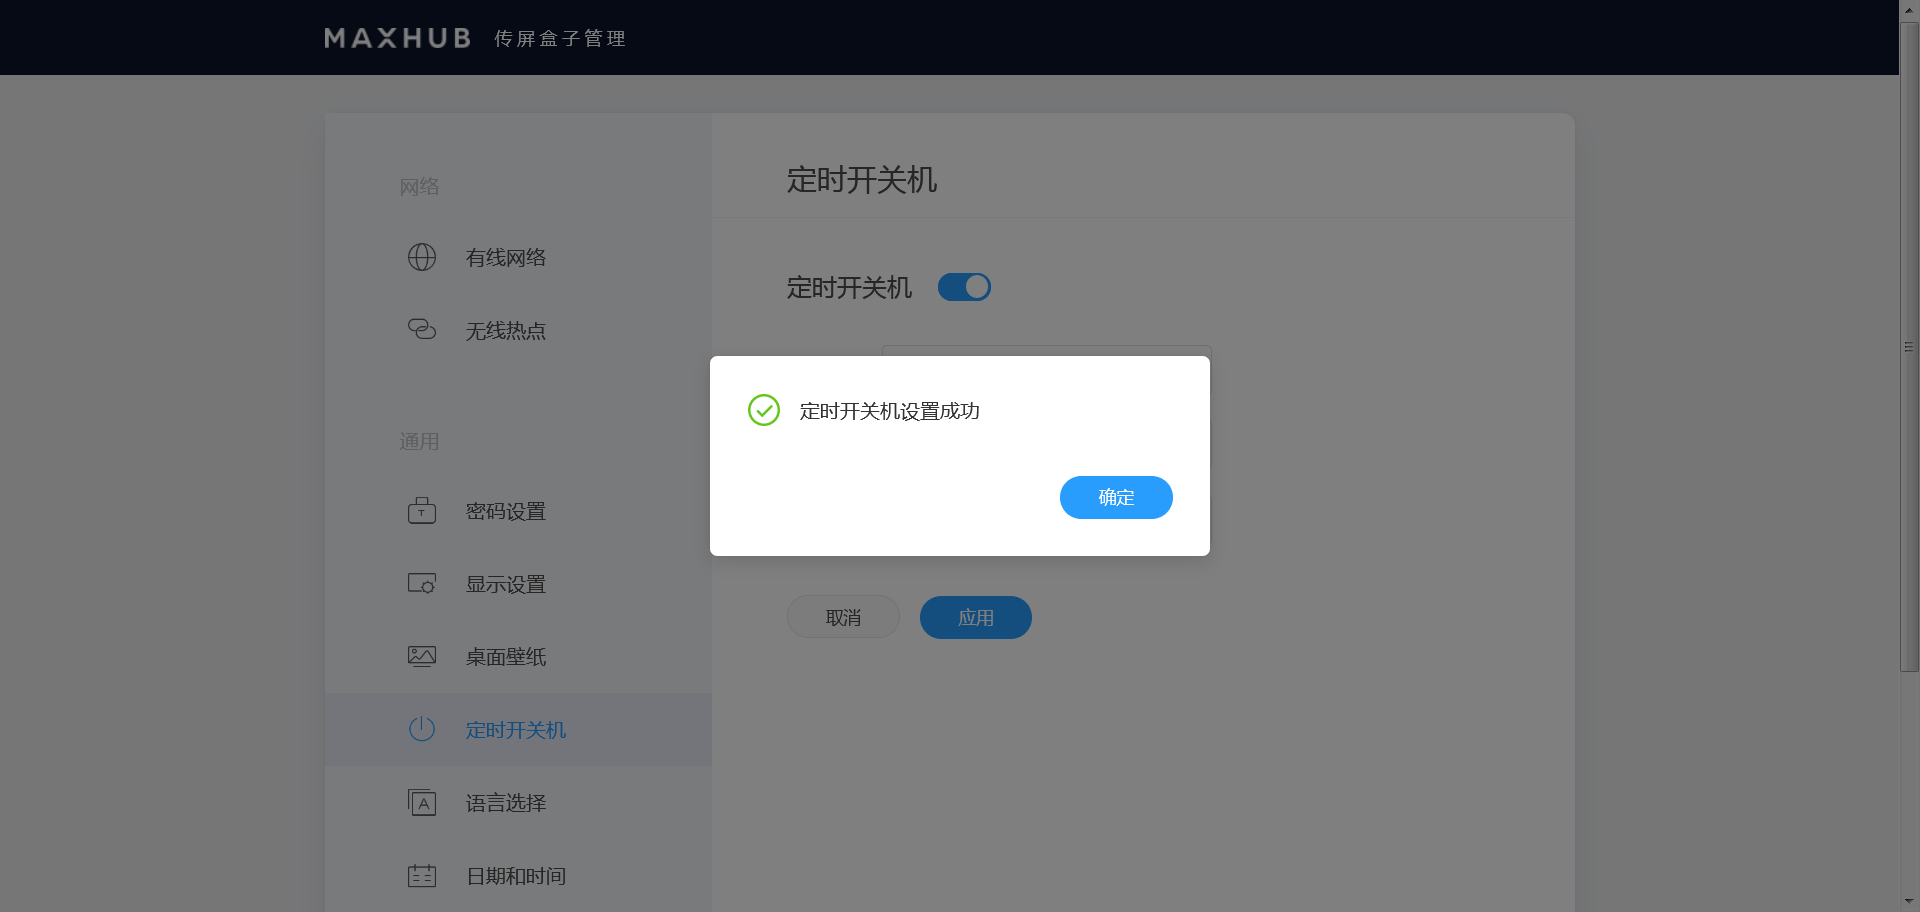 MAXHUB 传屏盒子管理
网络
有线网络
无线热点
通用
密码设置
显示设置
桌面壁纸
定时开关机
语言选择
日期和时间
定时开关机
定时开关机
定时开关机设置成功
确定
取消
应用